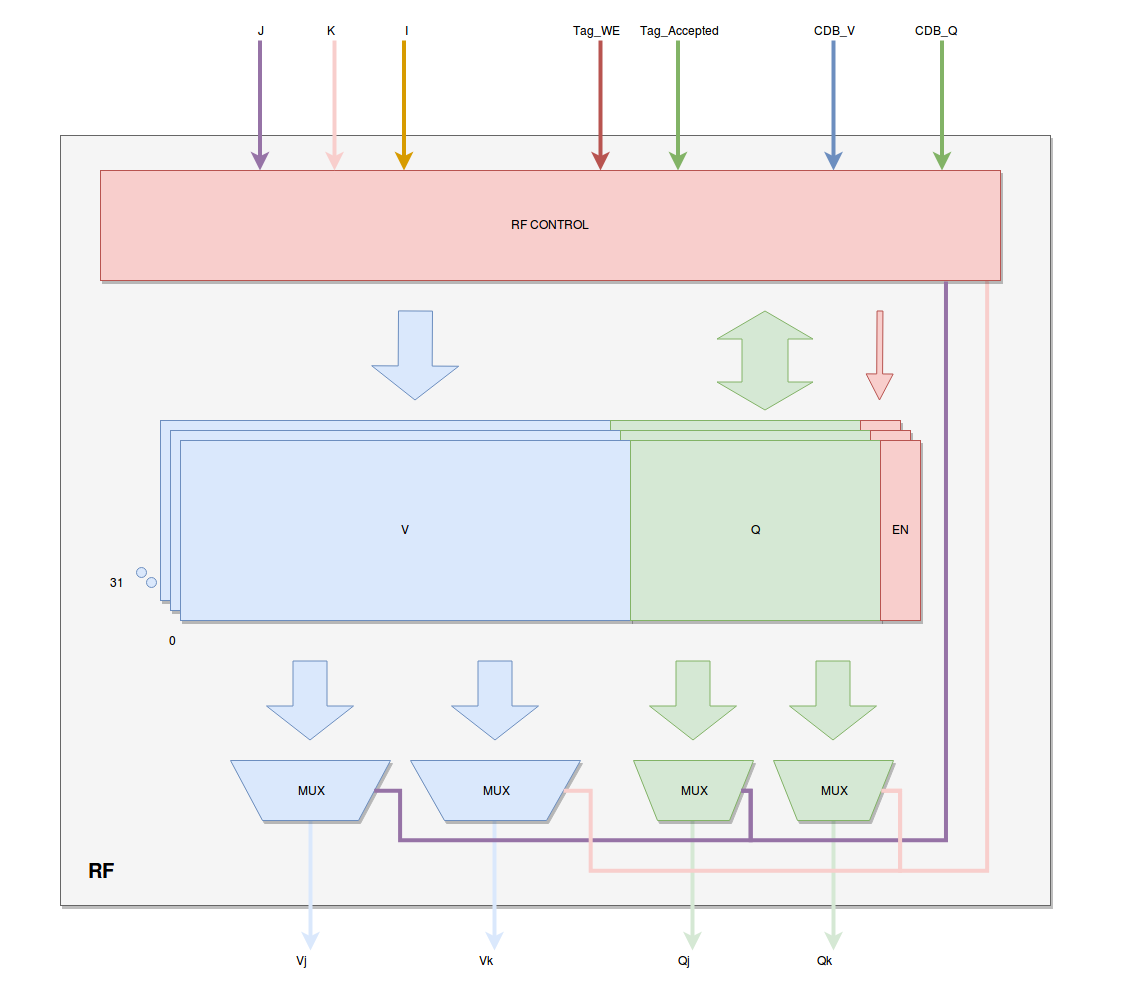 J
K
I
Tag_WE
Tag_Accepted
CDB_V
CDB_Q
RF CONTROL
V
Q
EN
31
0
MUX
MUX
MUX
MUX
RF
Vj
Vk
Qj
Qk